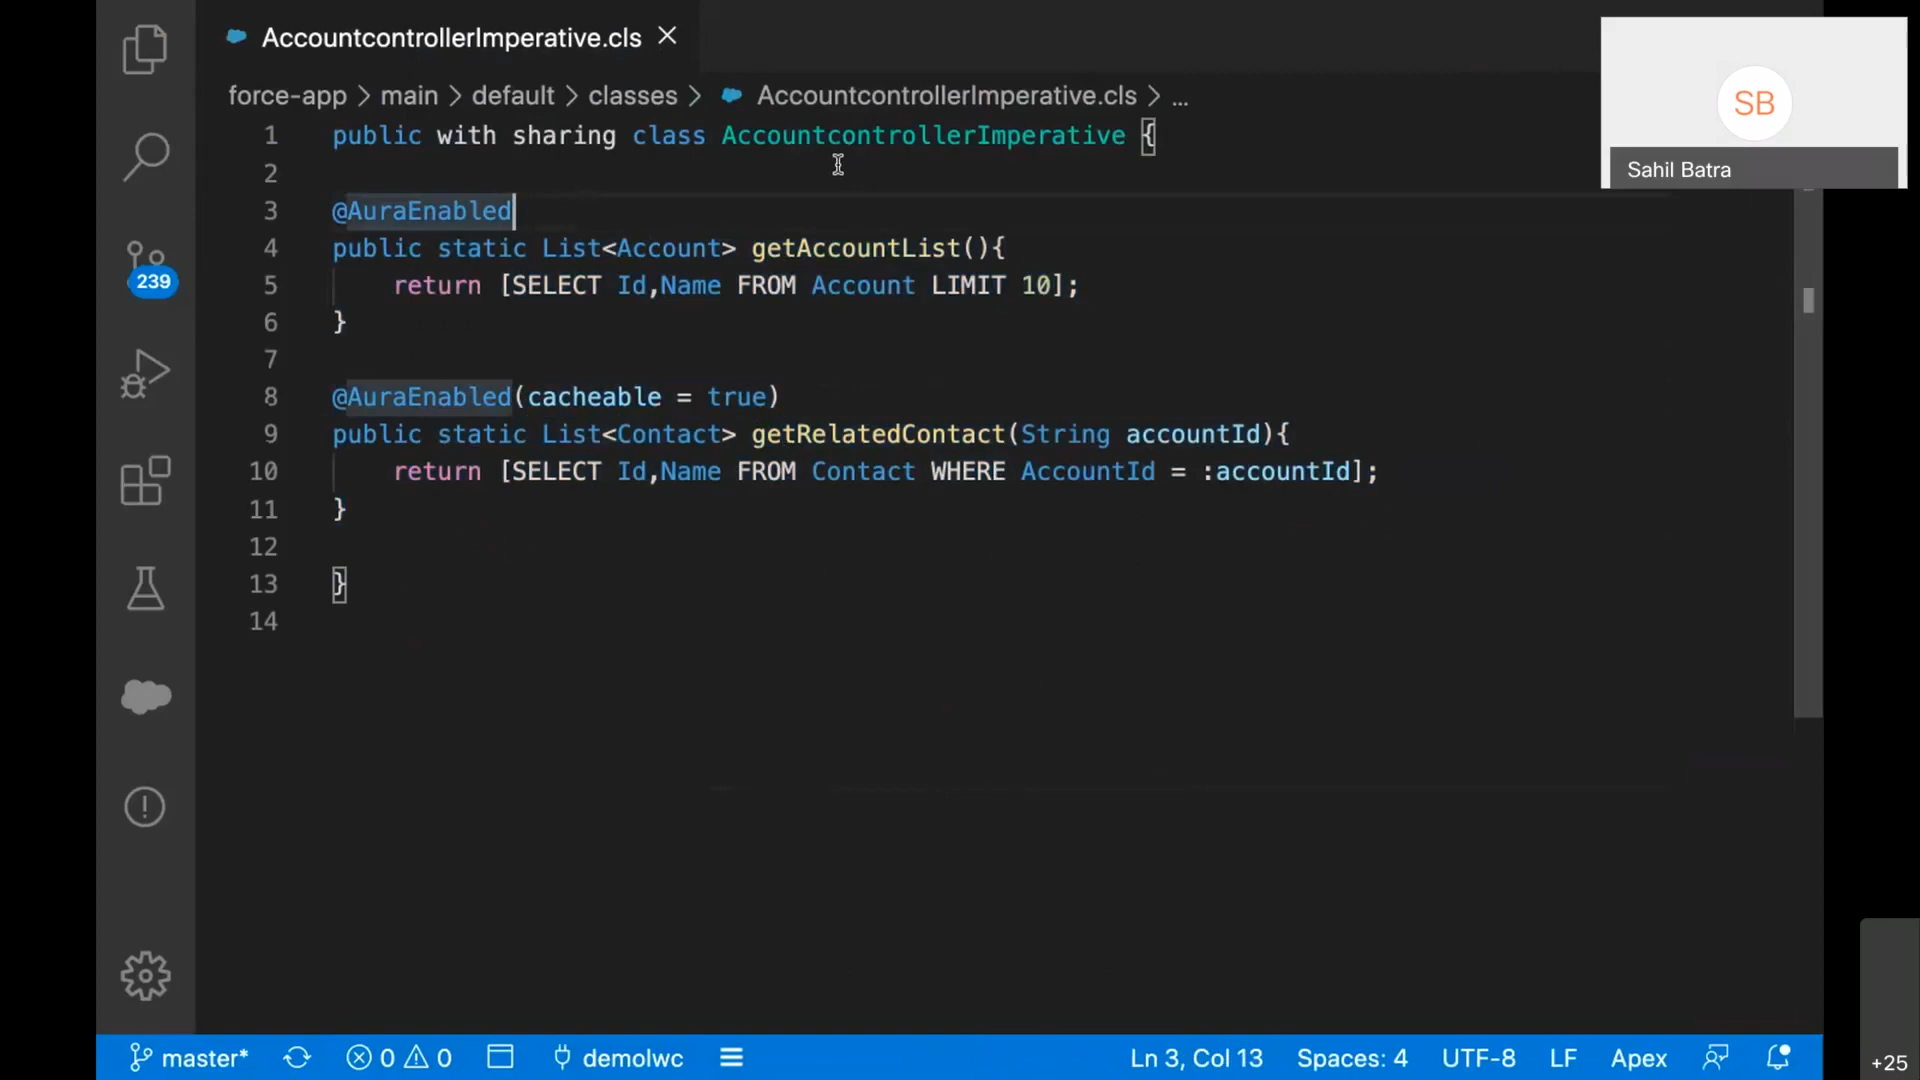 AccountcontrollerImperative.cls
force-app > main > default > classes > AccountcontrollerImperative.cls > ...
1 public with sharing class AccountcontrollerImperative {
2
3 @AuraEnabled
4 public static List<Account> getAccountList(){
5 return [SELECT Id,Name FROM Account LIMIT 10];
6 }
7
8 @AuraEnabled(cacheable = true)
9 public static List<Contact> getRelatedContact(String accountId){
10 return [SELECT Id,Name FROM Contact WHERE AccountId = :accountId];
11 }
12
13 }
14
239
SB
Sahil Batra
master* 0 0 demolwc Ln 3, Col 13 Spaces: 4 UTF-8 LF Apex
+25